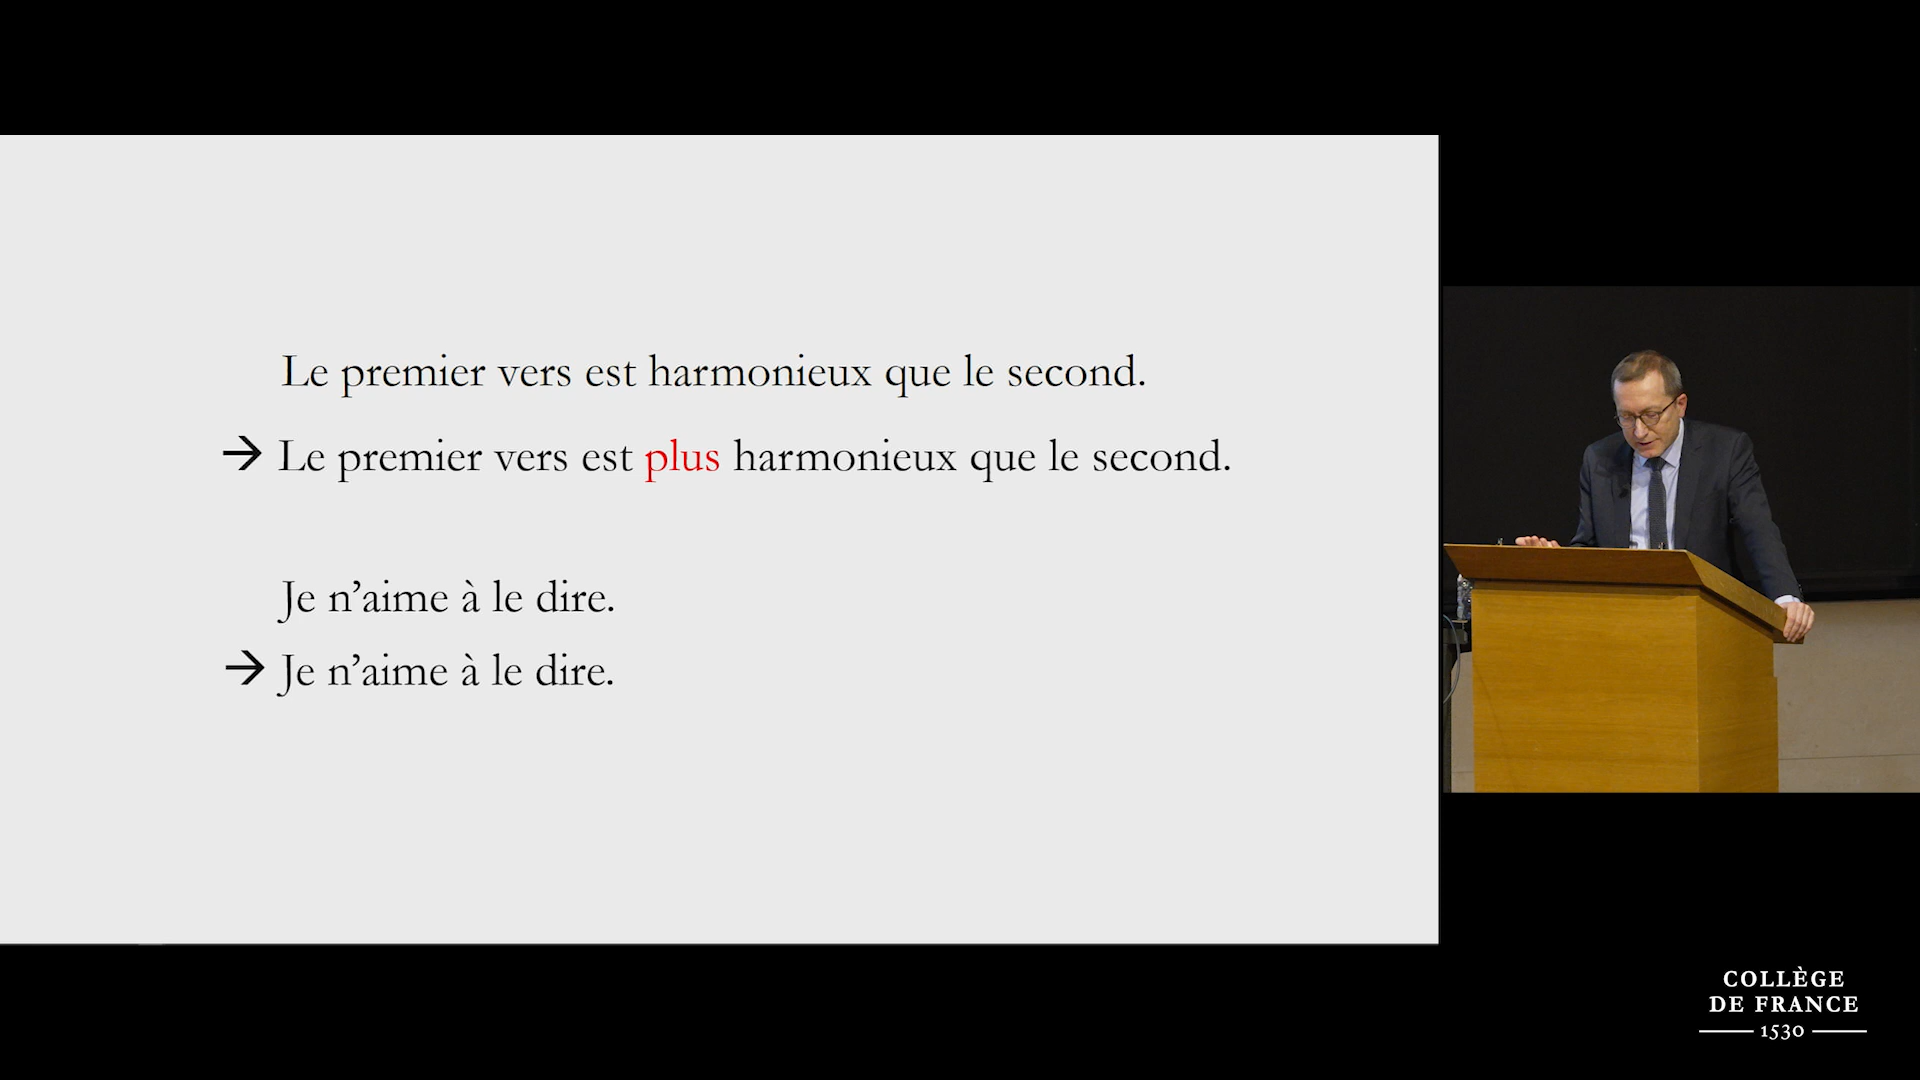 Le premier vers est harmonieux que le second.
→ Le premier vers est plus harmonieux que le second.
Je n’aime à le dire.
→ Je n’aime à le dire.
COLLÈGE
DE FRANCE
1530